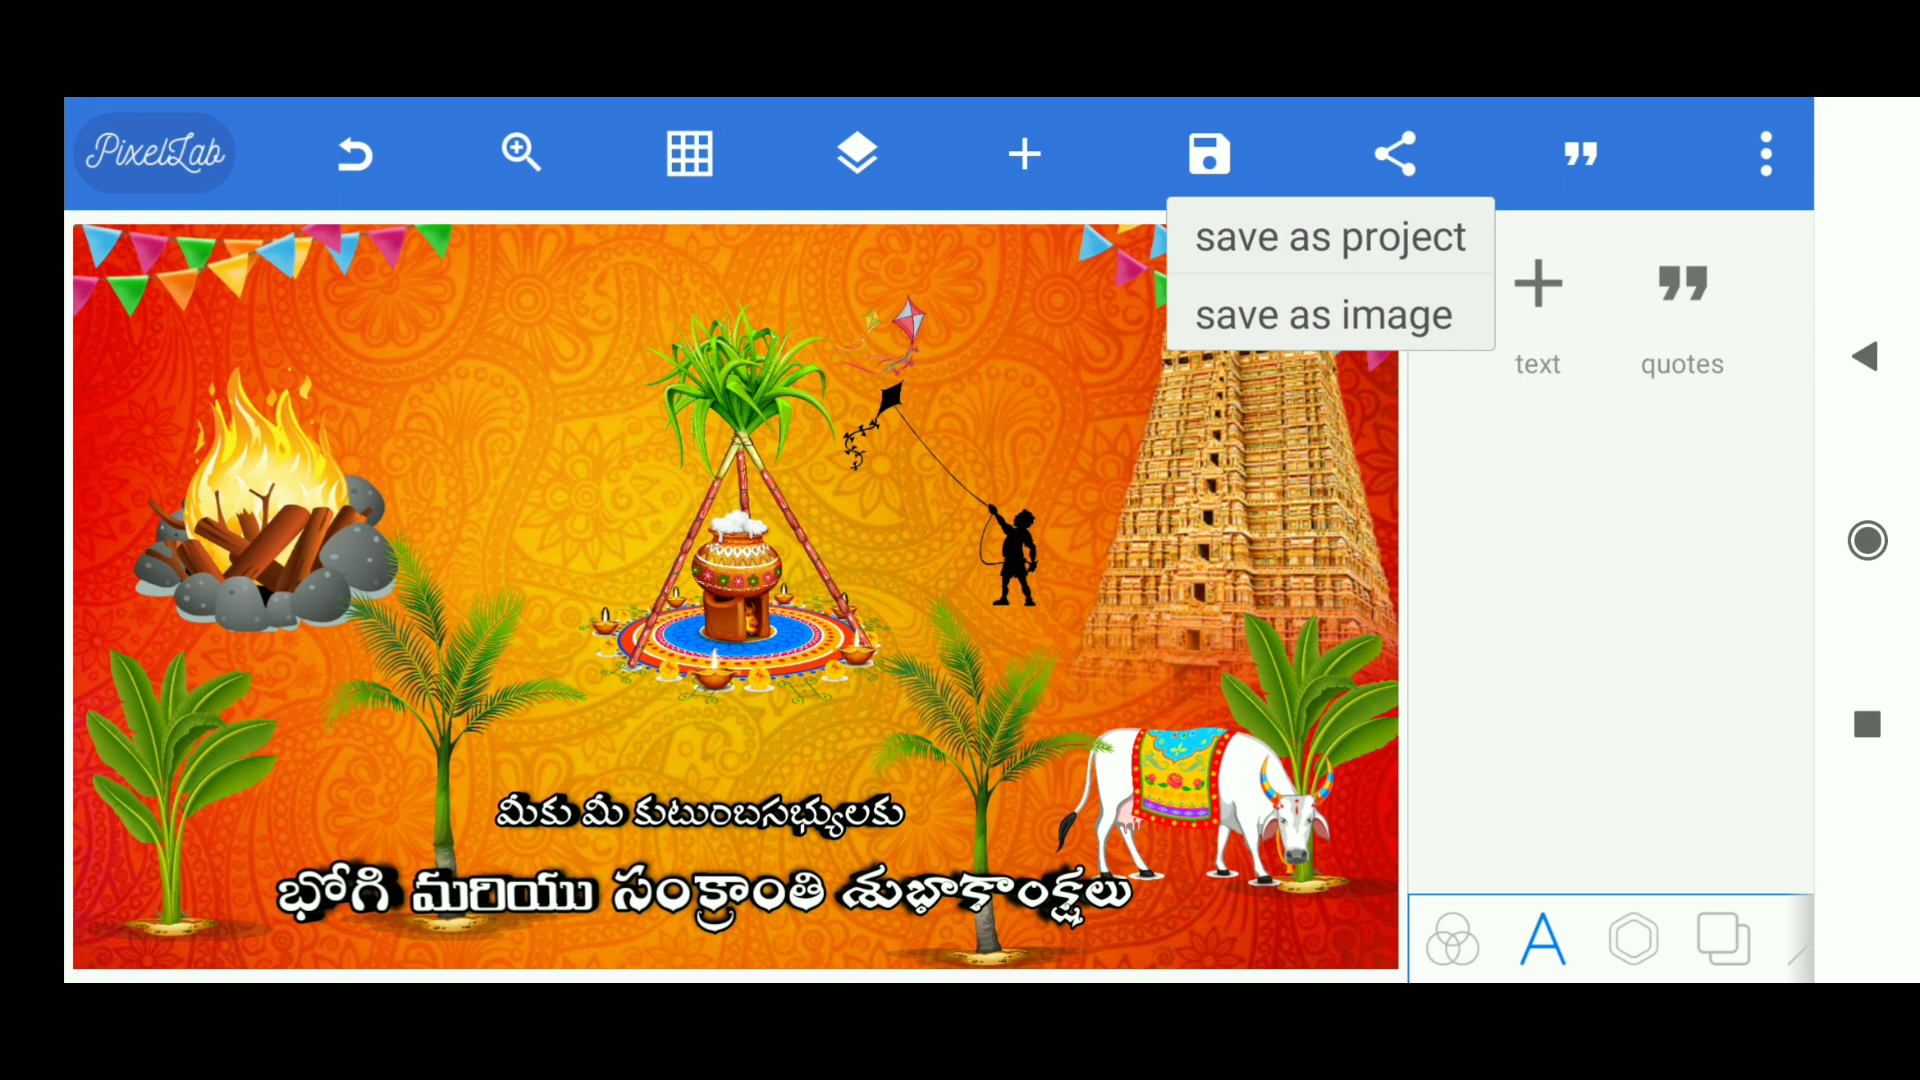 PixelLab
save as project
save as image
text
quotes
మీకు మీ కుటుంబసభ్యులకు
భోగి మరియు సంక్రాంతి శుభాకాంక్షలు